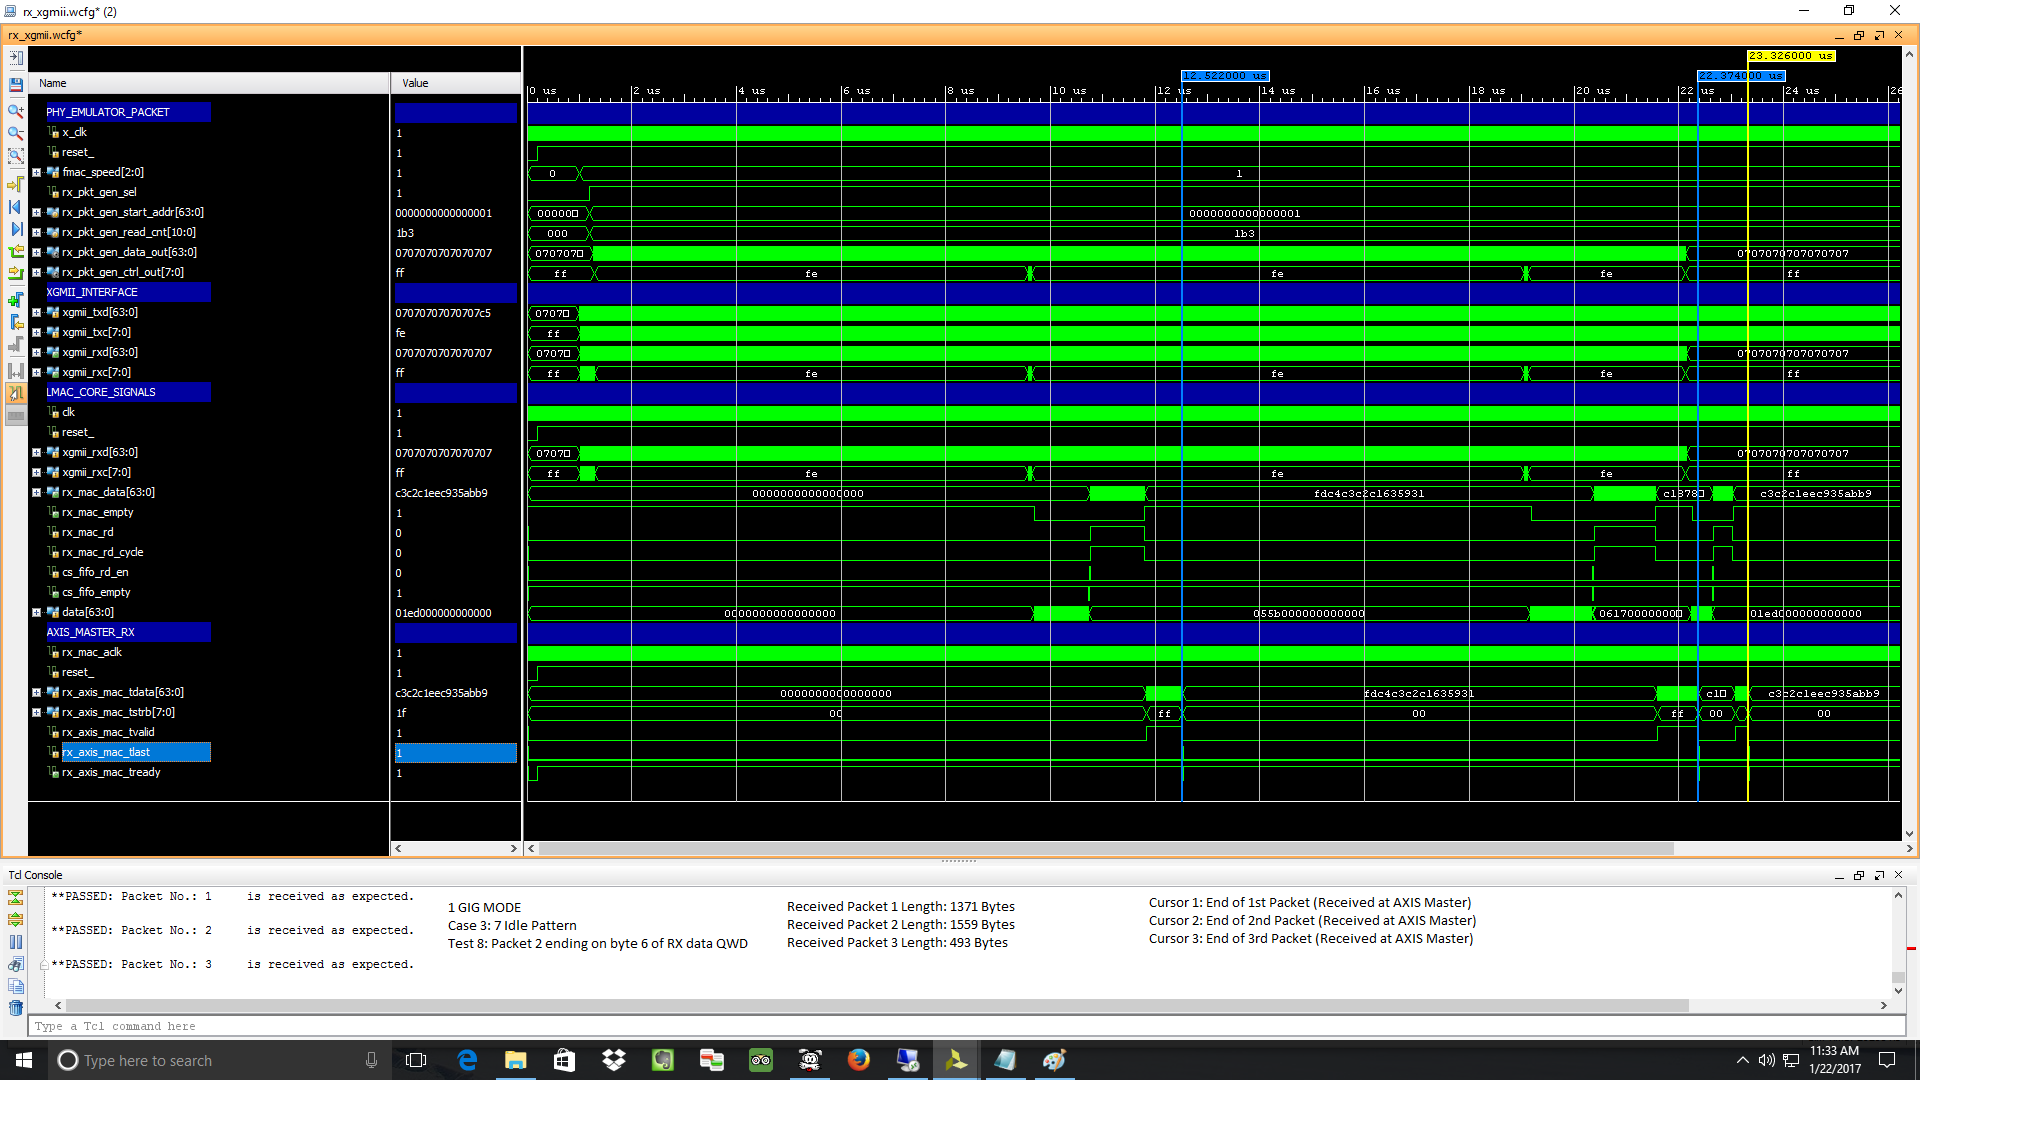 rx_xgmii.wcfg* (2)
rx_xgmii.wcfg*
23.326000 us
12.522000 us 22.374000 us
Name Value 0 us 2 us 4 us 6 us 8 us 10 us 12 us 14 us 16 us 18 us 20 us 22 us 24 us 26
PHY_EMULATOR_PACKET
x_clk 1
reset_ 1
fmac_speed[2:0] 1 0 1
rx_pkt_gen_sel 1
rx_pkt_gen_start_addr[63:0] 0000000000000001 00000 0000000000000001
rx_pkt_gen_read_cnt[10:0] 1b3 000 1b3
rx_pkt_gen_data_out[63:0] 0707070707070707 070707 0707070707070707
rx_pkt_gen_ctrl_out[7:0] ff ff fe fe fe ff
XGMII_INTERFACE
xgmii_txd[63:0] 07070707070707c5 0707
xgmii_txc[7:0] fe ff
xgmii_rxd[63:0] 0707070707070707 0707 0707070707070707
xgmii_rxc[7:0] ff ff fe fe fe ff
LMAC_CORE_SIGNALS
clk 1
reset_ 1
xgmii_rxd[63:0] 0707070707070707 0707 0707070707070707
xgmii_rxc[7:0] ff ff fe fe fe ff
rx_mac_data[63:0] c3c2c1eec935abb9 0000000000000000 fdc4c3c2c1635931 c1878 c3c2c1eec935abb9
rx_mac_empty 1
rx_mac_rd 0
rx_mac_rd_cycle 0
cs_fifo_rd_en 0
cs_fifo_empty 1
data[63:0] 01ed000000000000 0000000000000000 055b000000000000 06170000000 01ed000000000000
AXIS_MASTER_RX
rx_mac_aclk 1
reset_ 1
rx_axis_mac_tdata[63:0] c3c2c1eec935abb9 0000000000000000 fdc4c3c2c1635931 c1 c3c2c1eec935abb9
rx_axis_mac_tstrb[7:0] 1f 00 ff 00 ff 00 00
rx_axis_mac_tvalid 1
rx_axis_mac_tlast 1
rx_axis_mac_tready 1
Tcl Console
**PASSED: Packet No.: 1 is received as expected.
**PASSED: Packet No.: 2 is received as expected.
**PASSED: Packet No.: 3 is received as expected.
1 GIG MODE
Case 3: 7 Idle Pattern
Test 8: Packet 2 ending on byte 6 of RX data QWD
Received Packet 1 Length: 1371 Bytes
Received Packet 2 Length: 1559 Bytes
Received Packet 3 Length: 493 Bytes
Cursor 1: End of 1st Packet (Received at AXIS Master)
Cursor 2: End of 2nd Packet (Received at AXIS Master)
Cursor 3: End of 3rd Packet (Received at AXIS Master)
Type a Tcl command here
Type here to search
11:33 AM
1/22/2017